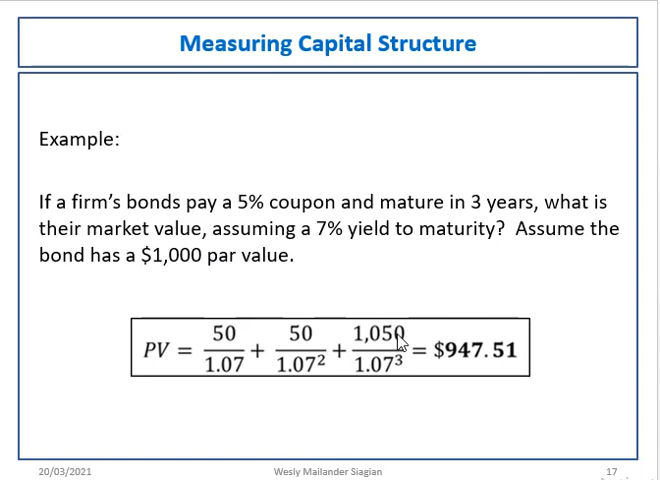 Measuring Capital Structure
Example:
If a firm's bonds pay a 5% coupon and mature in 3 years, what is
their market value, assuming a 7% yield to maturity?  Assume the
bond has a $1,000 par value.
PV = 50/1.07 + 50/1.07² + 1,050/1.07³ = $947.51
20/03/2021 Wesly Mailander Siagian 17